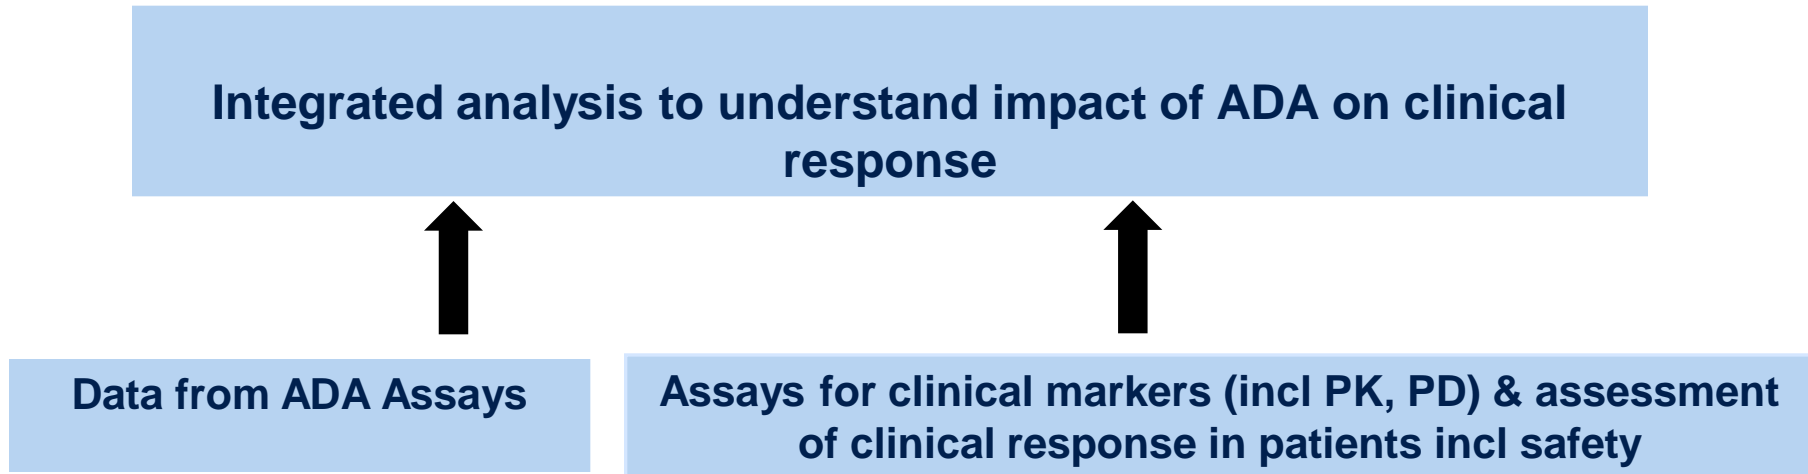 Integrated analysis to understand impact of ADA on clinical
response
Data from ADA Assays
Assays for clinical markers (incl PK, PD) & assessment
of clinical response in patients incl safety